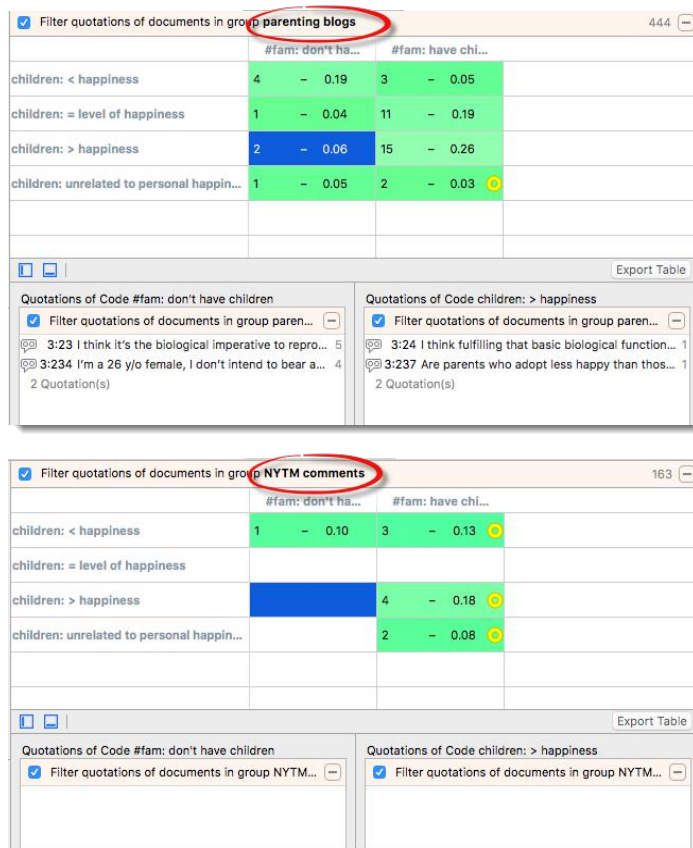 Filter quotations of documents in group parenting blogs 444
#fam: don't ha... #fam: have chi...
children: < happiness 4 – 0.19 3 – 0.05
children: = level of happiness 1 – 0.04 11 – 0.19
children: > happiness 2 – 0.06 15 – 0.26
children: unrelated to personal happin... 1 – 0.05 2 – 0.03
Export Table
Quotations of Code #fam: don't have children Quotations of Code children: > happiness
Filter quotations of documents in group paren... Filter quotations of documents in group paren...
3:23 I think it's the biological imperative to repro... 5 3:24 I think fulfilling that basic biological function... 1
3:234 I'm a 26 y/o female, I don't intend to bear a... 4 3:237 Are parents who adopt less happy than thos... 1
2 Quotation(s) 2 Quotation(s)
Filter quotations of documents in group NYTM comments 163
#fam: don't ha... #fam: have chi...
children: < happiness 1 – 0.10 3 – 0.13
children: = level of happiness
children: > happiness 4 – 0.18
children: unrelated to personal happin... 2 – 0.08
Export Table
Quotations of Code #fam: don't have children Quotations of Code children: > happiness
Filter quotations of documents in group NYTM... Filter quotations of documents in group NYTM...